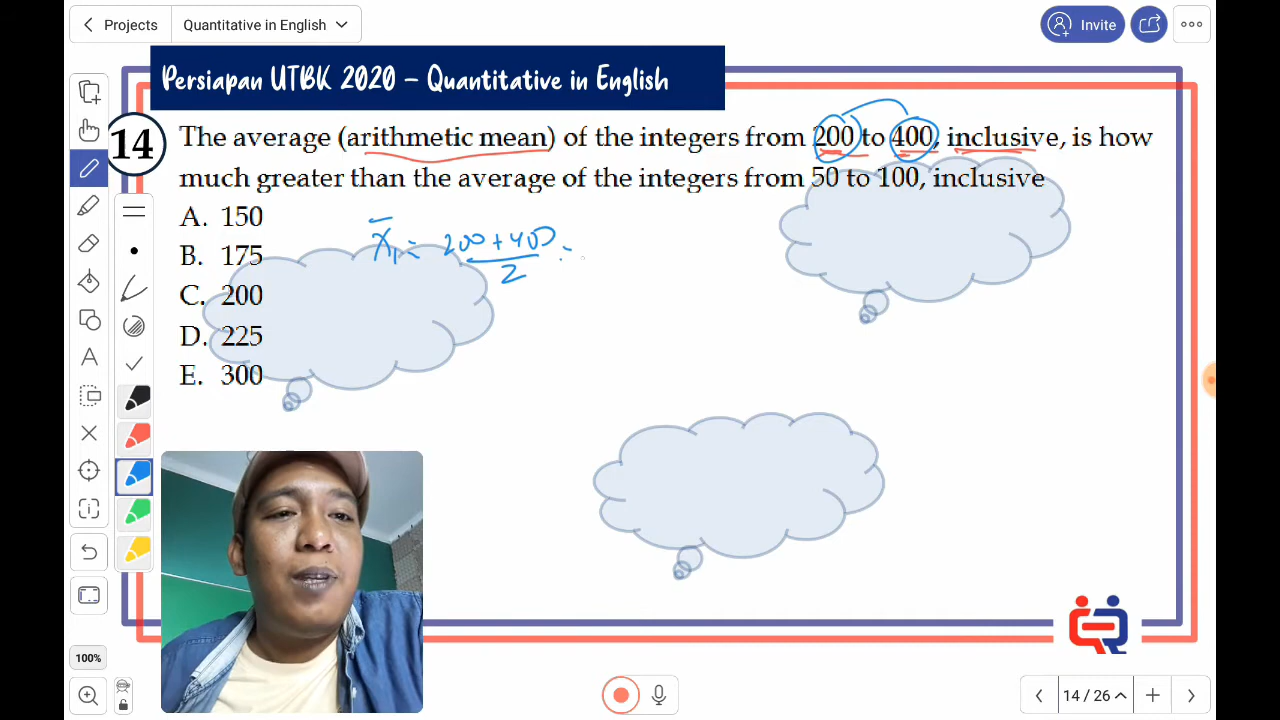 Projects
Quantitative in English
Invite
Persiapan UTBK 2020 – Quantitative in English
14
The average (arithmetic mean) of the integers from 200 to 400, inclusive, is how
much greater than the average of the integers from 50 to 100, inclusive
A. 150
B. 175
C. 200
D. 225
E. 300
x̄₁ = 200+400 / 2 =
A
100%
14 / 26